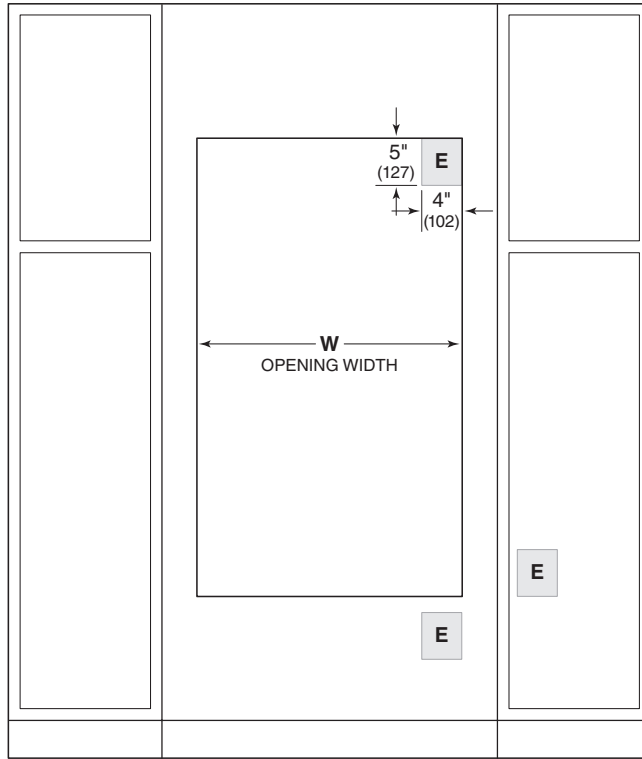 5"
(127)
E
4"
(102)
W
OPENING WIDTH
E
E